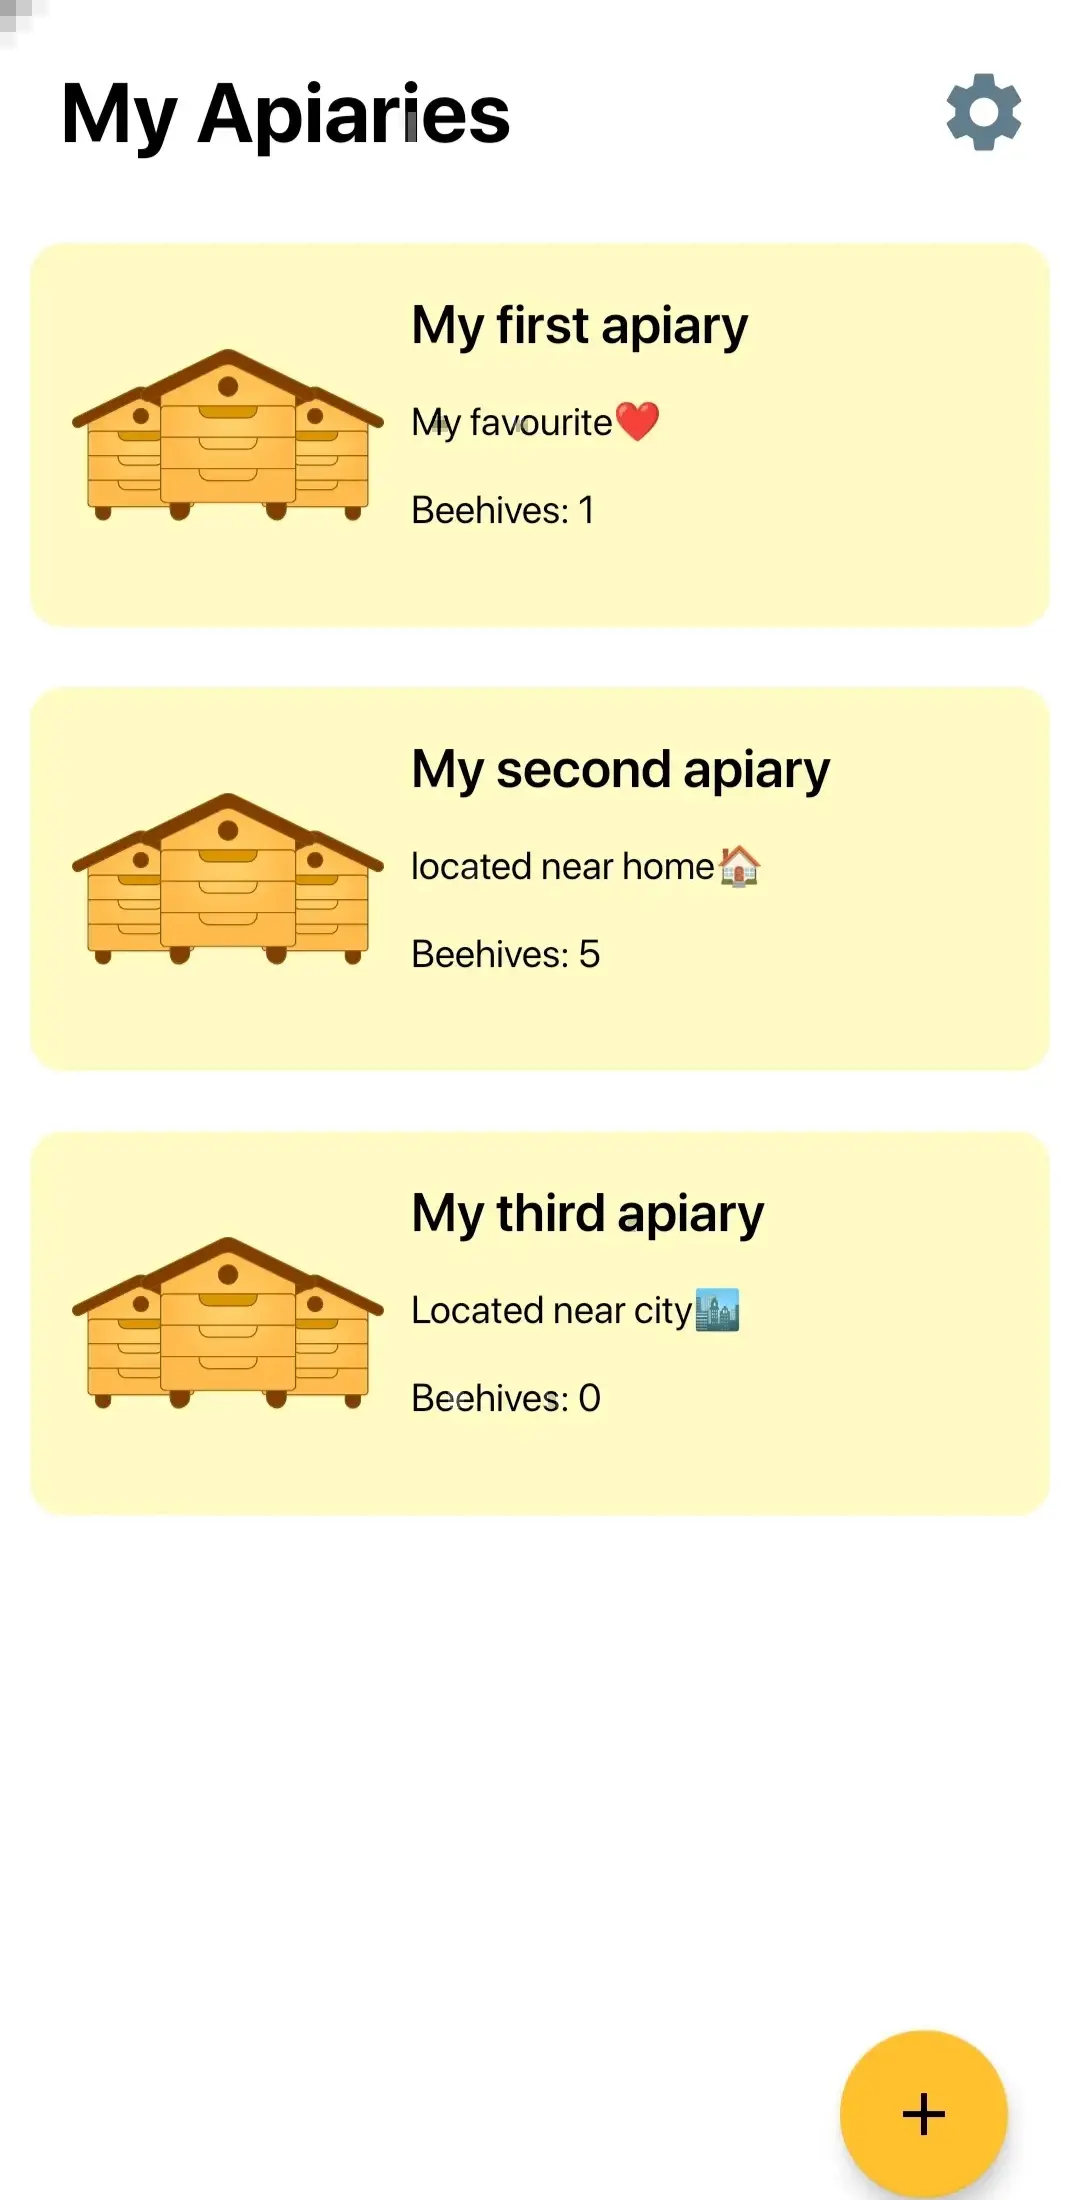 My Apiaries
My first apiary
My favourite❤️
Beehives: 1
My second apiary
located near home🏠
Beehives: 5
My third apiary
Located near city🏙️
Beehives: 0
+